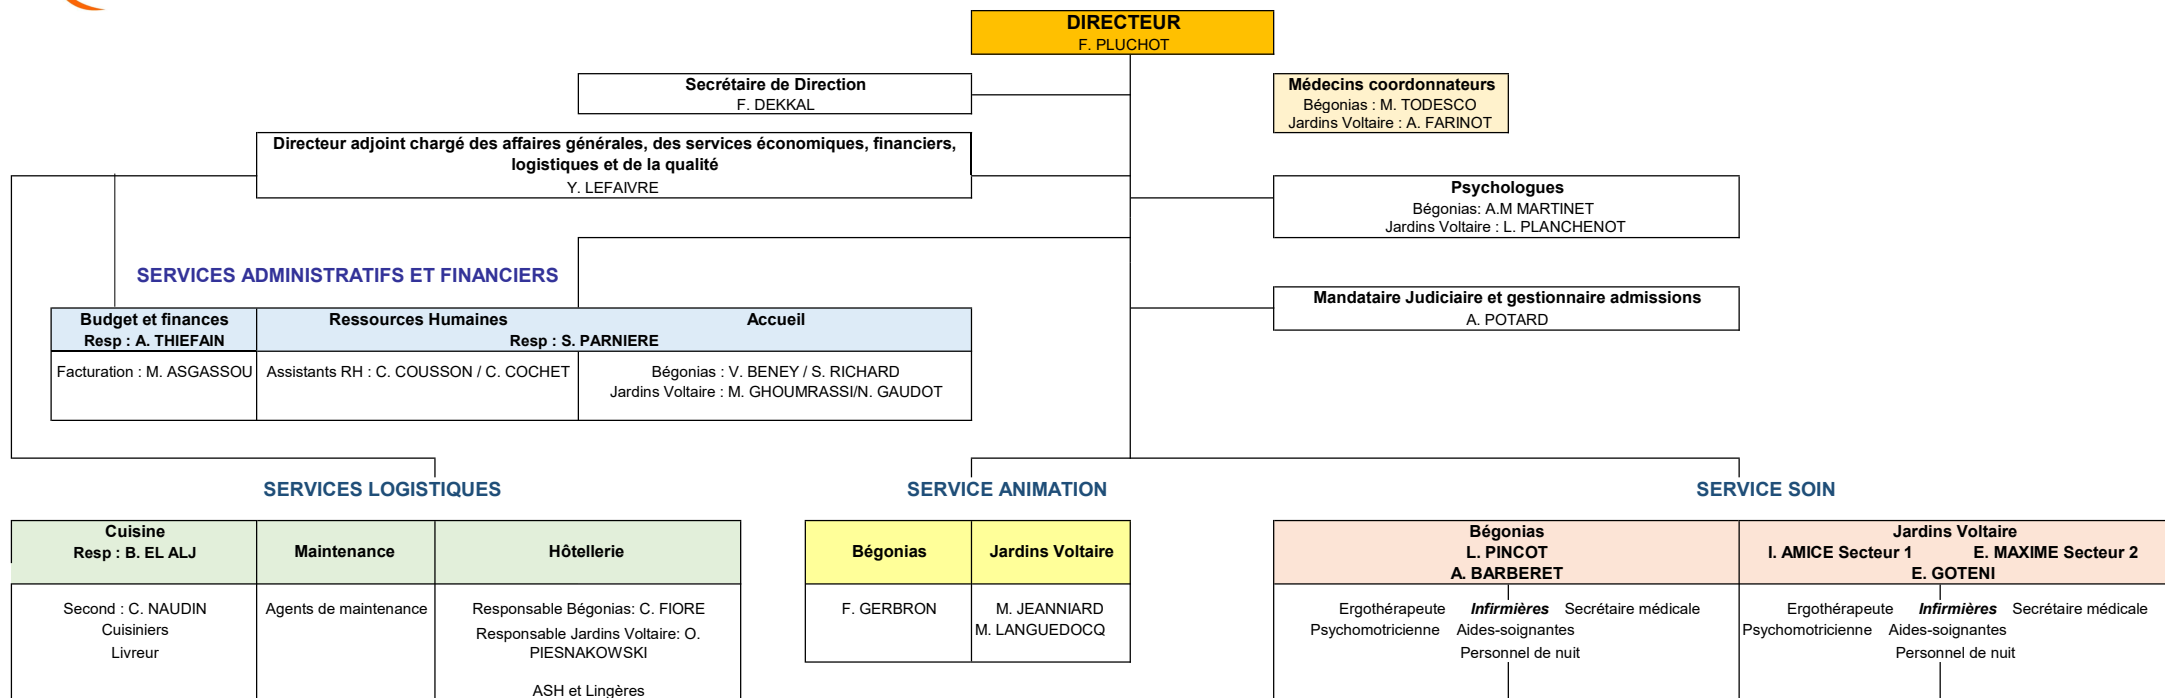 DIRECTEUR
F. PLUCHOT
Secrétaire de Direction
F. DEKKAL
Médecins coordonnateurs
Bégonias : M. TODESCO
Jardins Voltaire : A. FARINOT
Directeur adjoint chargé des affaires générales, des services économiques, financiers,
logistiques et de la qualité
Y. LEFAIVRE
Psychologues
Bégonias: A.M MARTINET
Jardins Voltaire : L. PLANCHENOT
SERVICES ADMINISTRATIFS ET FINANCIERS
Mandataire Judiciaire et gestionnaire admissions
A. POTARD
Budget et finances
Resp : A. THIEFAIN
Ressources Humaines Accueil
Resp : S. PARNIERE
Facturation : M. ASGASSOU
Assistants RH : C. COUSSON / C. COCHET
Bégonias : V. BENEY / S. RICHARD
Jardins Voltaire : M. GHOUMRASSI/N. GAUDOT
SERVICES LOGISTIQUES
Cuisine
Resp : B. EL ALJ
Maintenance
Hôtellerie
Second : C. NAUDIN
Cuisiniers
Livreur
Agents de maintenance
Responsable Bégonias: C. FIORE
Responsable Jardins Voltaire: O.
PIESNAKOWSKI
ASH et Lingères
SERVICE ANIMATION
Bégonias
Jardins Voltaire
F. GERBRON
M. JEANNIARD
M. LANGUEDOCQ
SERVICE SOIN
Bégonias
L. PINCOT
A. BARBERET
Jardins Voltaire
I. AMICE Secteur 1 E. MAXIME Secteur 2
E. GOTENI
Ergothérapeute Infirmières Secrétaire médicale
Psychomotricienne Aides-soignantes
Personnel de nuit
Ergothérapeute Infirmières Secrétaire médicale
Psychomotricienne Aides-soignantes
Personnel de nuit